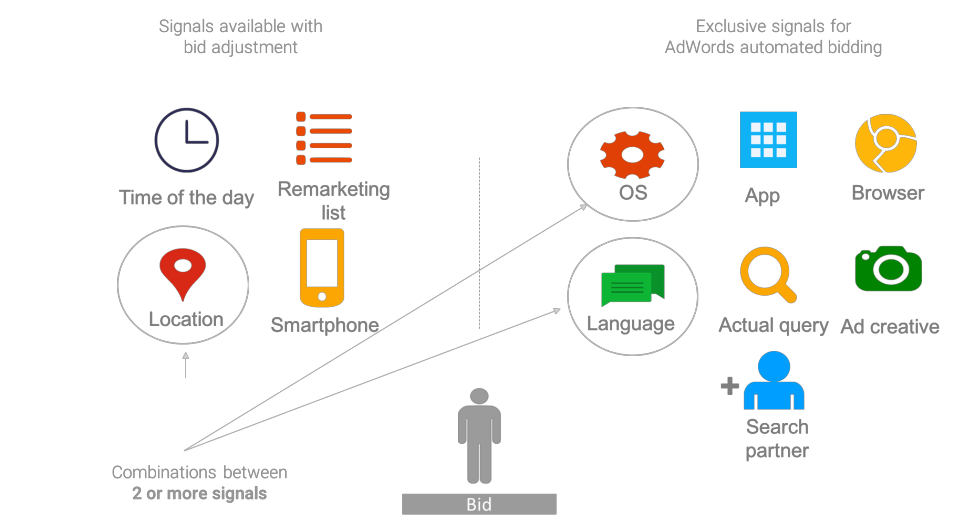 Signals available with
bid adjustment
Exclusive signals for
AdWords automated bidding
Time of the day
Remarketing
list
OS
App
Browser
Location
Smartphone
Language
Actual query
Ad creative
+
Search
partner
Combinations between
2 or more signals
Bid